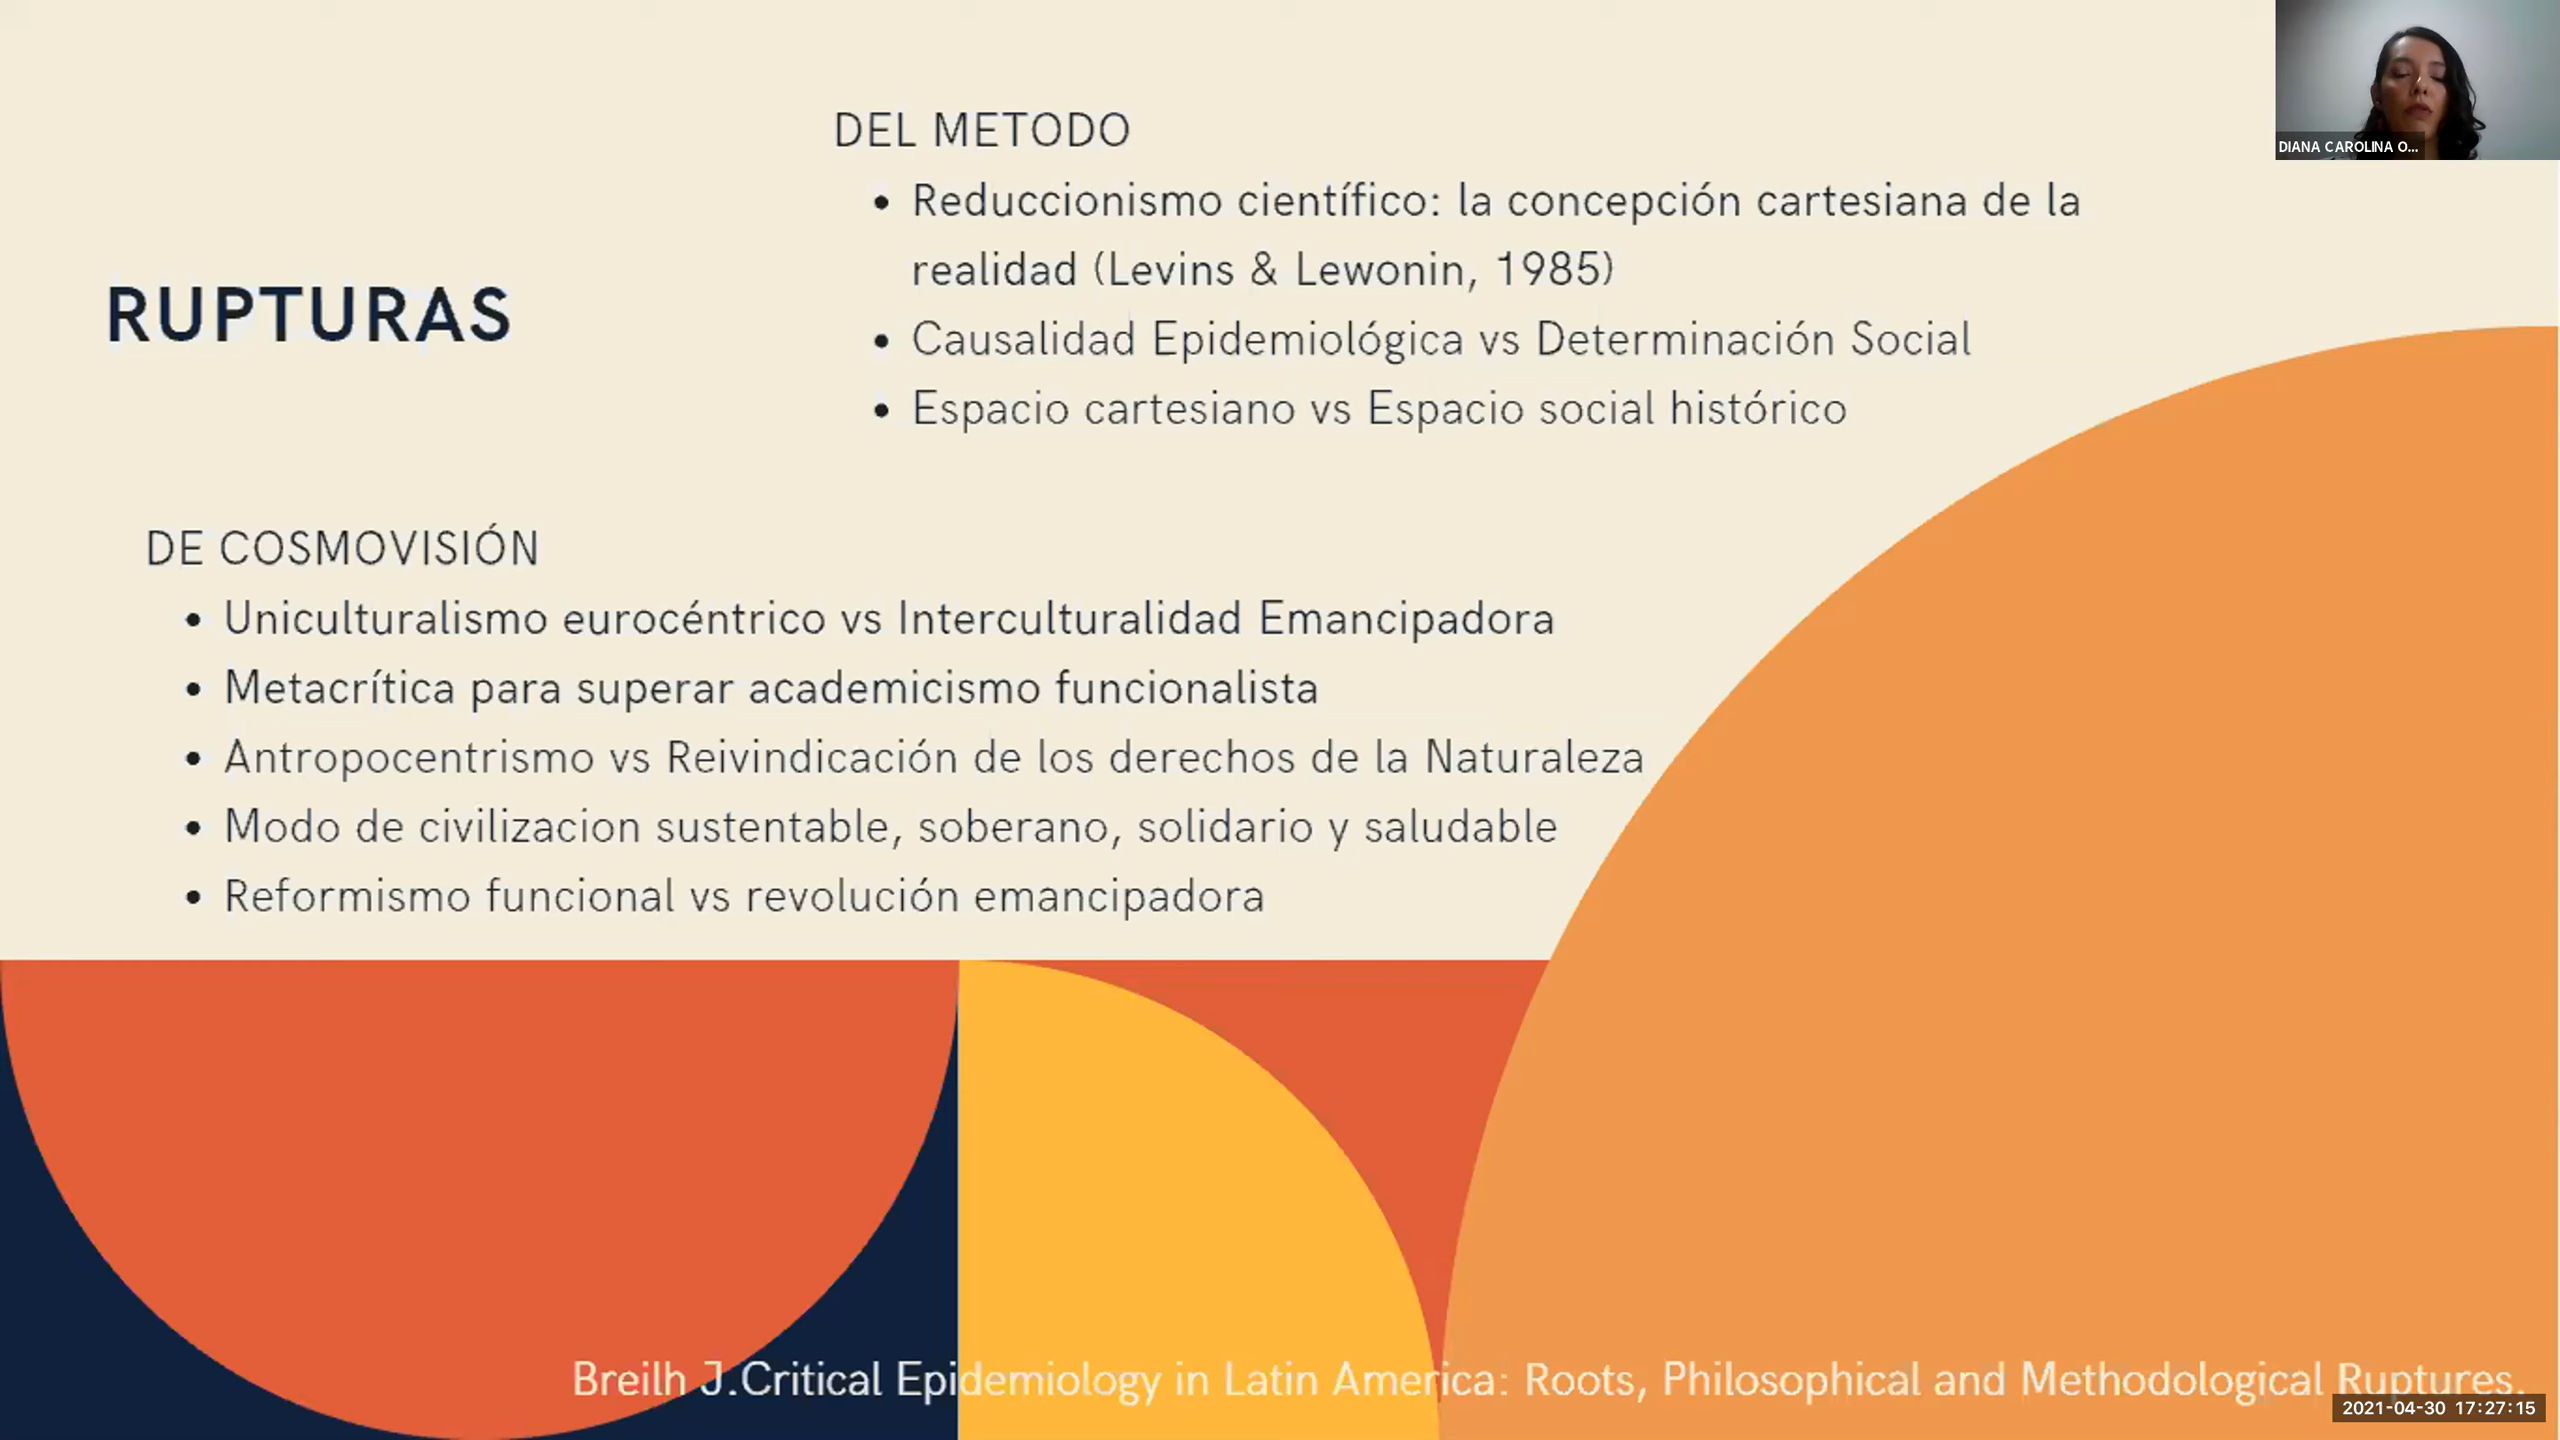 DIANA CAROLINA O...
DEL METODO
• Reduccionismo científico: la concepción cartesiana de la
realidad (Levins & Lewonin, 1985)
• Causalidad Epidemiológica vs Determinación Social
• Espacio cartesiano vs Espacio social histórico
RUPTURAS
DE COSMOVISIÓN
• Uniculturalismo eurocéntrico vs Interculturalidad Emancipadora
• Metacrítica para superar academicismo funcionalista
• Antropocentrismo vs Reivindicación de los derechos de la Naturaleza
• Modo de civilizacion sustentable, soberano, solidario y saludable
• Reformismo funcional vs revolución emancipadora
Breilh J.Critical Epidemiology in Latin America: Roots, Philosophical and Methodological Ruptures.
2021-04-30 17:27:15